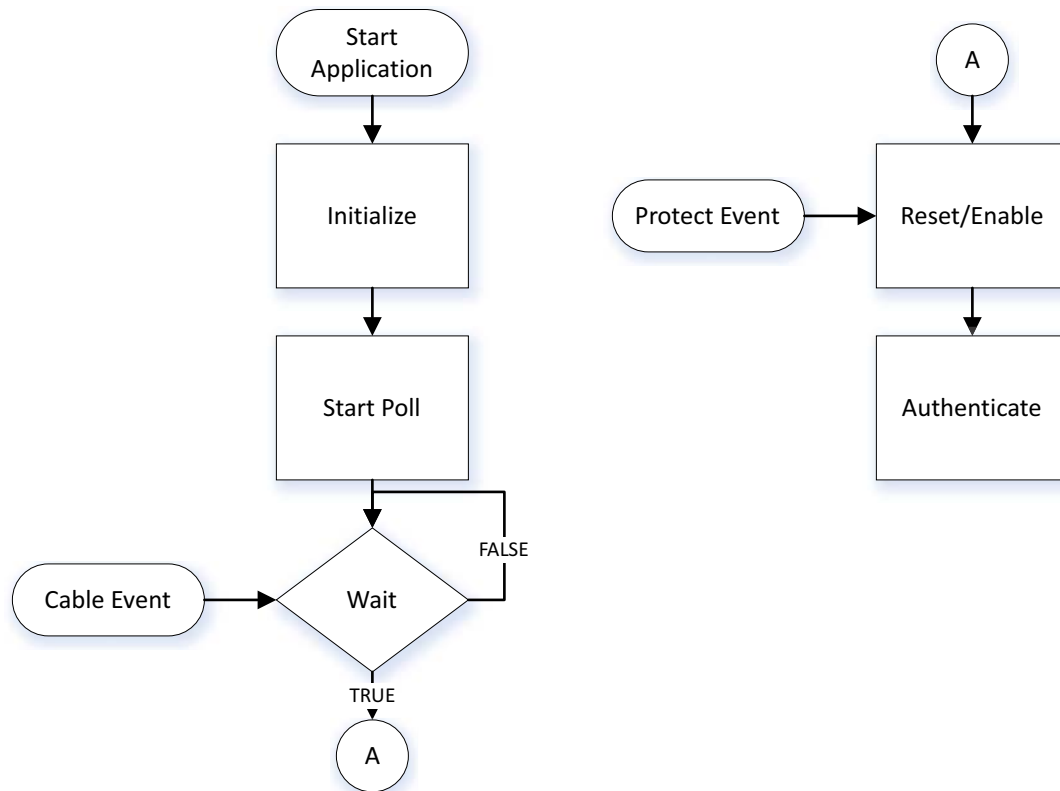 Start
Application
Initialize
Start Poll
FALSE
Cable Event
Wait
TRUE
A
A
Protect Event
Reset/Enable
Authenticate